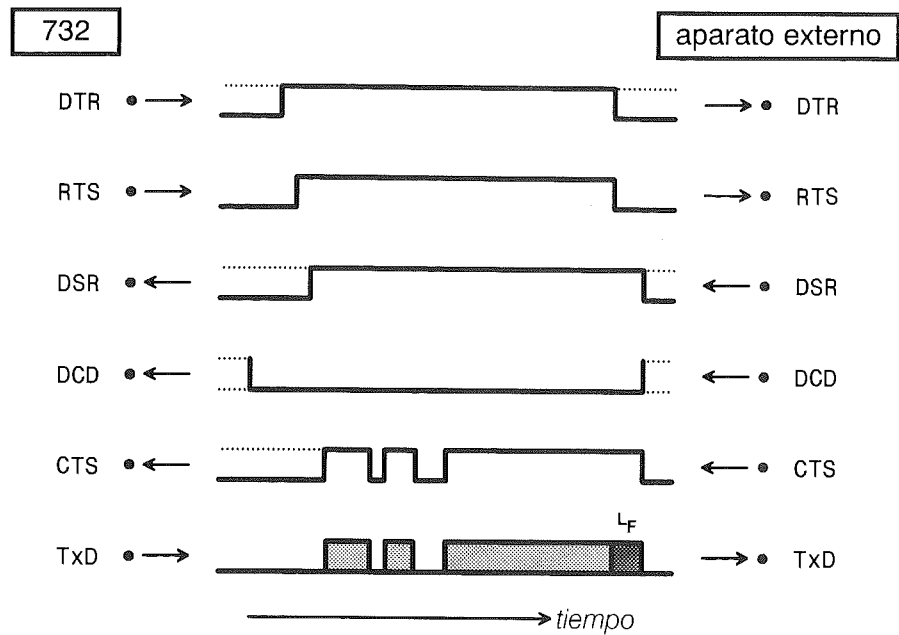 732 aparato externo
DTR DTR
RTS RTS
DSR DSR
DCD DCD
CTS CTS
LF
TxD TxD
tiempo